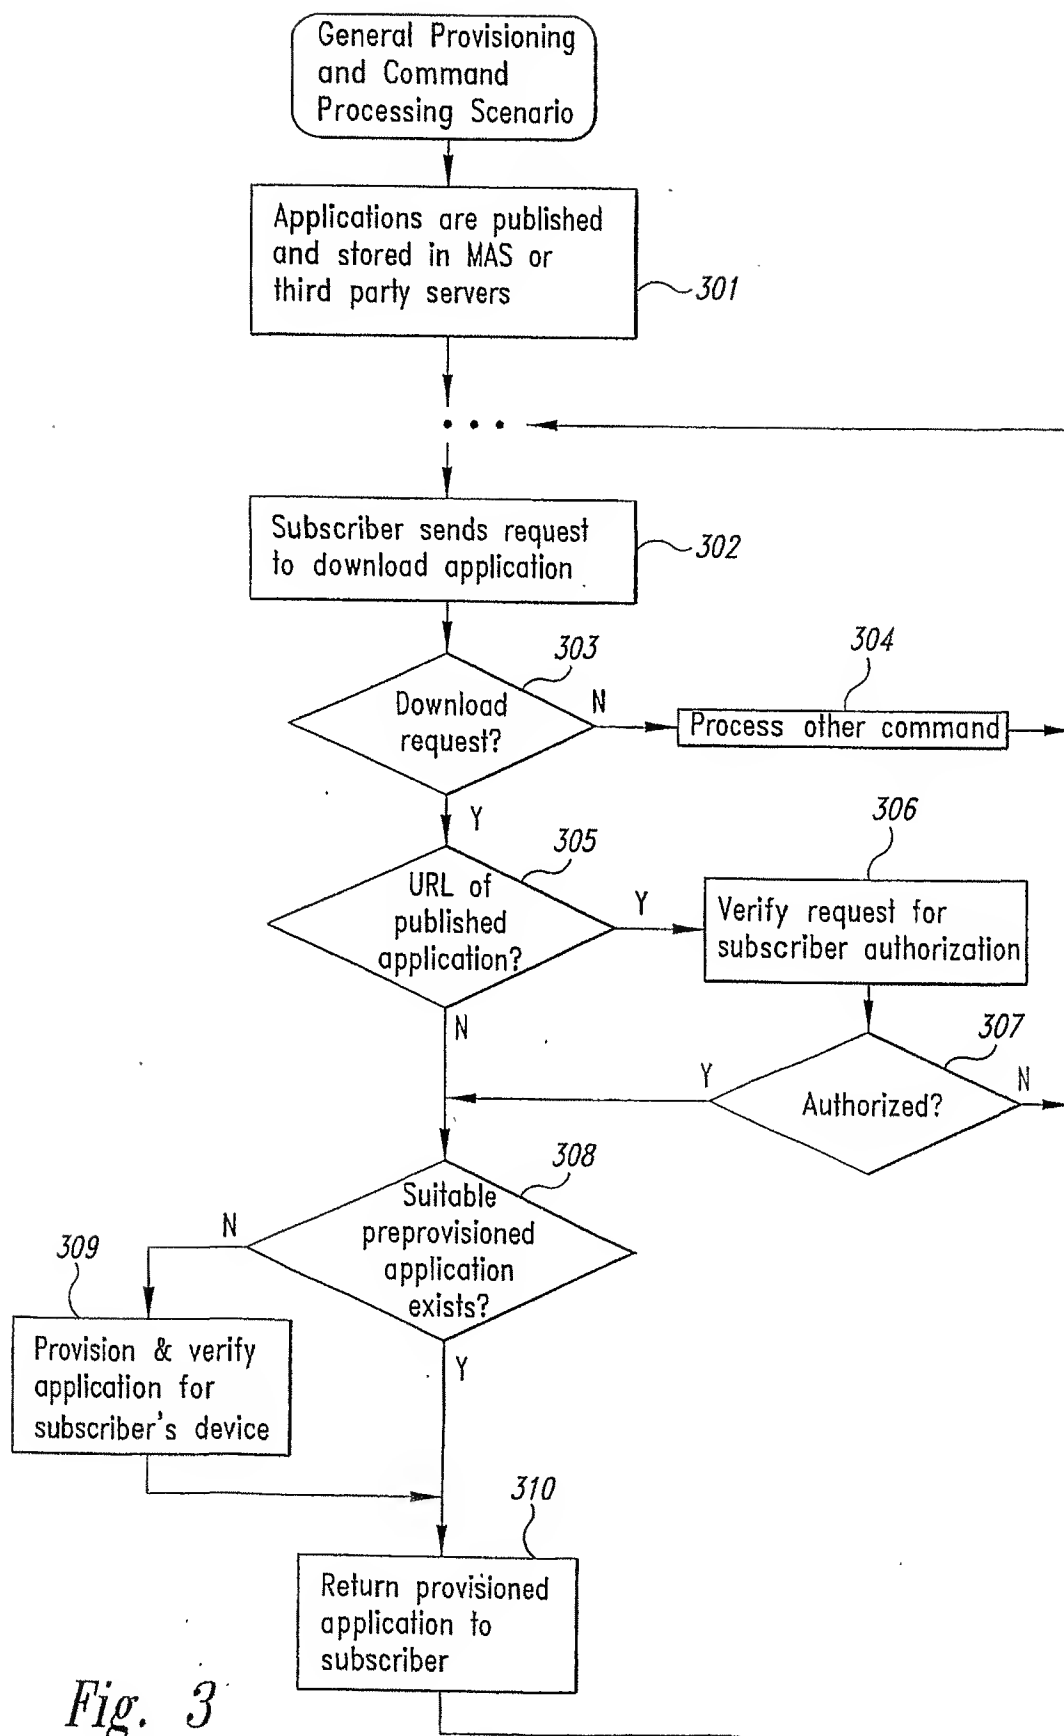 General Provisioning
and Command
Processing Scenario
Applications are published
and stored in MAS or
third party servers
301
Subscriber sends request
to download application
302
303
Download
request?
N
304
Process other command
Y
305
URL of
published
application?
Y
306
Verify request for
subscriber authorization
N
307
Y
Authorized?
N
308
Suitable
preprovisioned
application
exists?
N
309
Provision & verify
application for
subscriber's device
Y
310
Return provisioned
application to
subscriber
Fig. 3